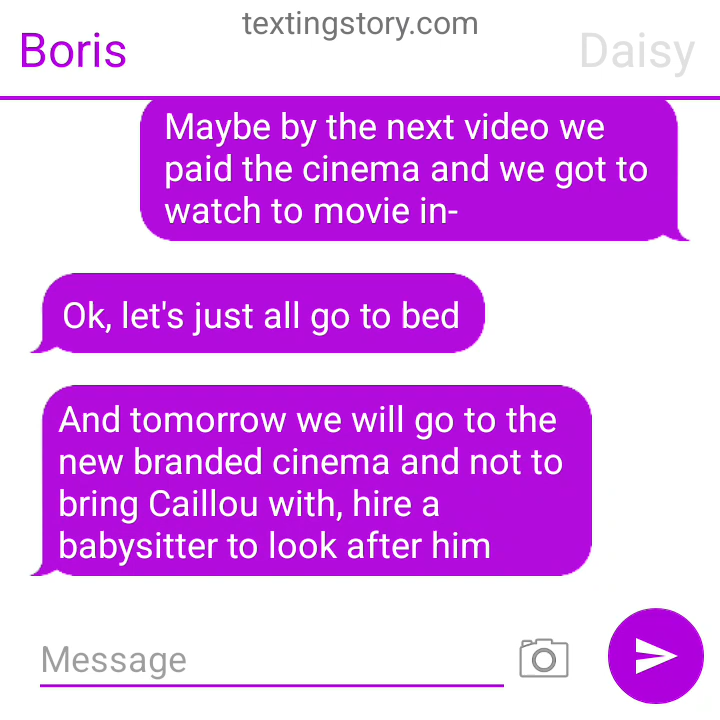 textingstory.com
Boris
Daisy
Maybe by the next video we
paid the cinema and we got to
watch to movie in-
Ok, let's just all go to bed
And tomorrow we will go to the
new branded cinema and not to
bring Caillou with, hire a
babysitter to look after him
Message